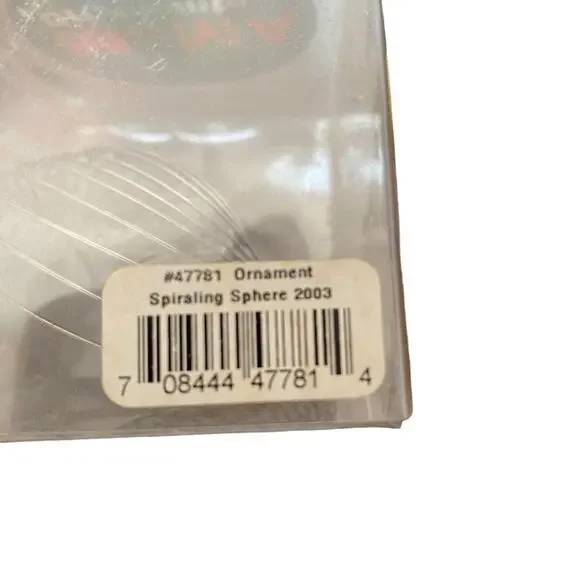 #47781 Ornament
Spiraling Sphere 2003
7 08444 47781 4